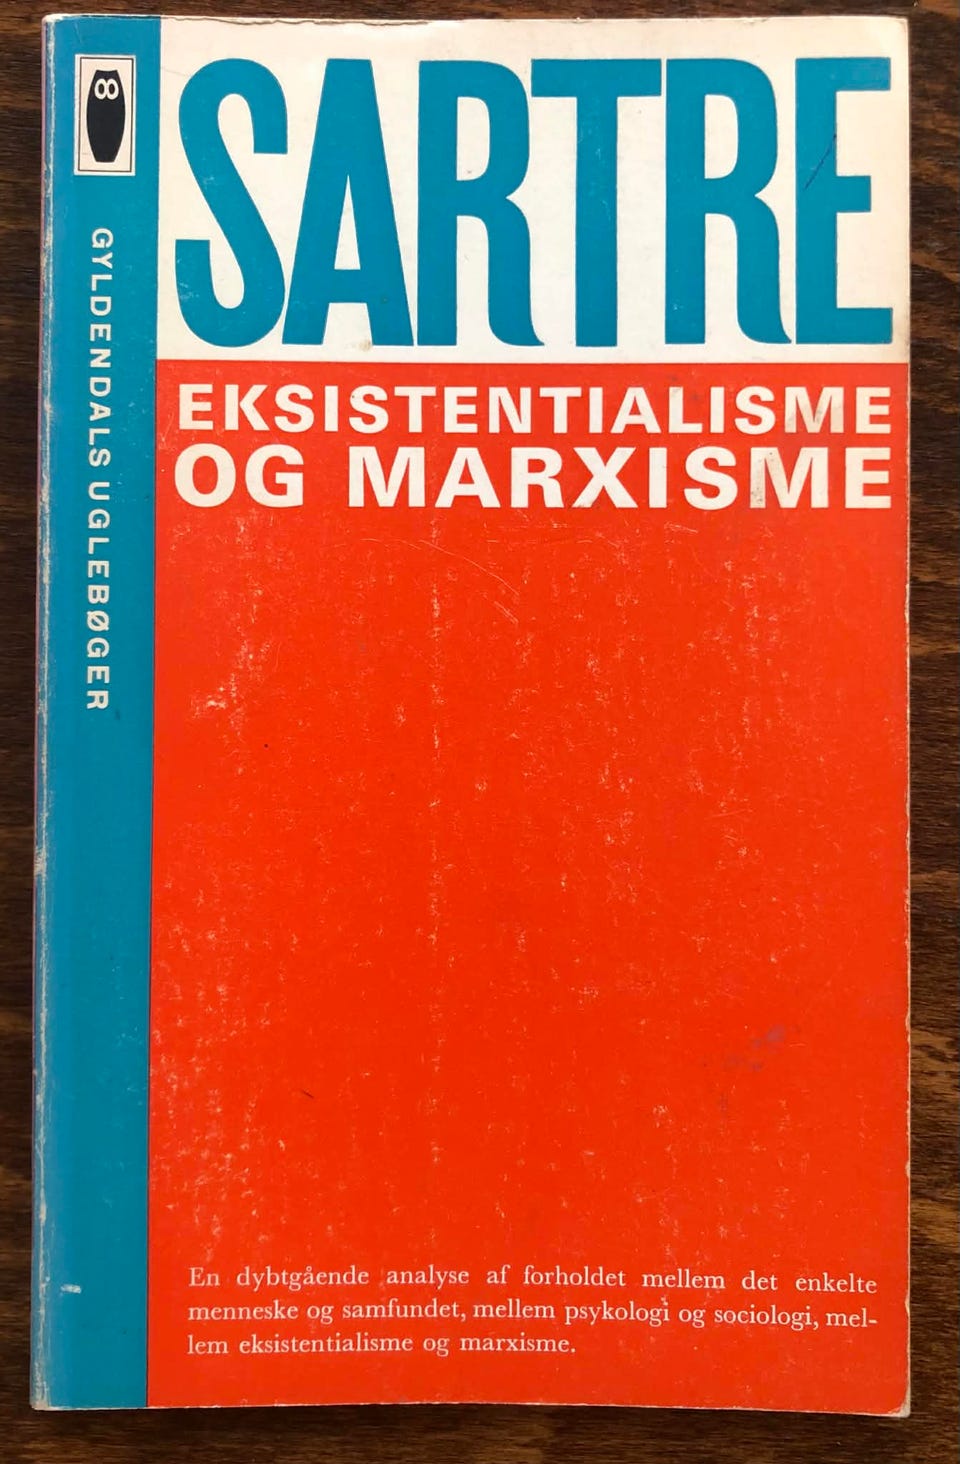 SARTRE
EKSISTENTIALISME
OG MARXISME
GYLDENDALS UGLEBØGER
En dybtgående analyse af forholdet mellem det enkelte
menneske og samfundet, mellem psykologi og sociologi, mel-
lem eksistentialisme og marxisme.